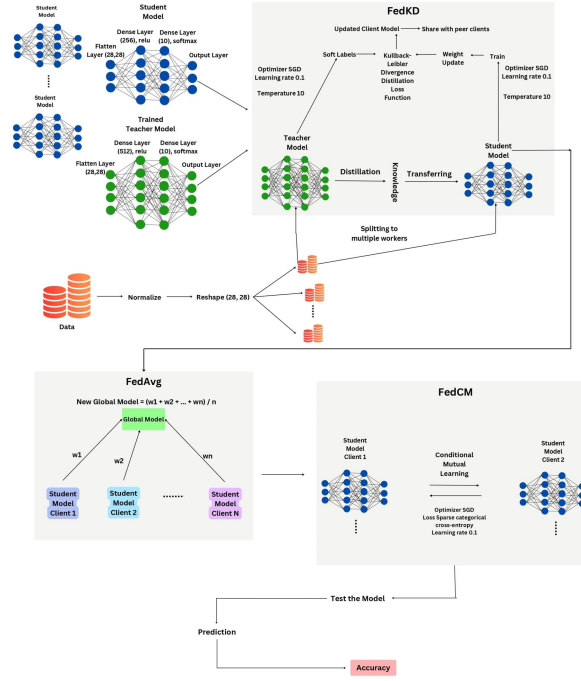 Student
Model
Student
Model
Student
Model
Flatten
Layer (28,28)
Dense Layer
(256), relu
Dense Layer
(10), softmax
Output Layer
Trained
Teacher Model
Dense Layer
(512), relu
Dense Layer
(10), softmax
Flatten Layer
(28,28)
Output Layer
FedKD
Updated Client Model
Share with peer clients
Soft Labels
Kullback-
Leibler
Divergence
Distillation
Loss
Function
Weight
Update
Train
Optimizer SGD
Learning rate 0.1
Temperature 10
Optimizer SGD
Learning rate 0.1
Temperature 10
Teacher
Model
Student
Model
Distillation
Knowledge
Transferring
Splitting to
multiple workers
Data
Normalize
Reshape (28, 28)
FedAvg
New Global Model = (w1 + w2 + ... + wn) / n
Global Model
w1
w2
wn
Student
Model
Client 1
Student
Model
Client 2
........
Student
Model
Client N
FedCM
Student
Model
Client 1
Conditional
Mutual
Learning
Student
Model
Client 2
Optimizer SGD
Loss Sparse categorical
cross-entropy
Learning rate 0.1
Test the Model
Prediction
Accuracy